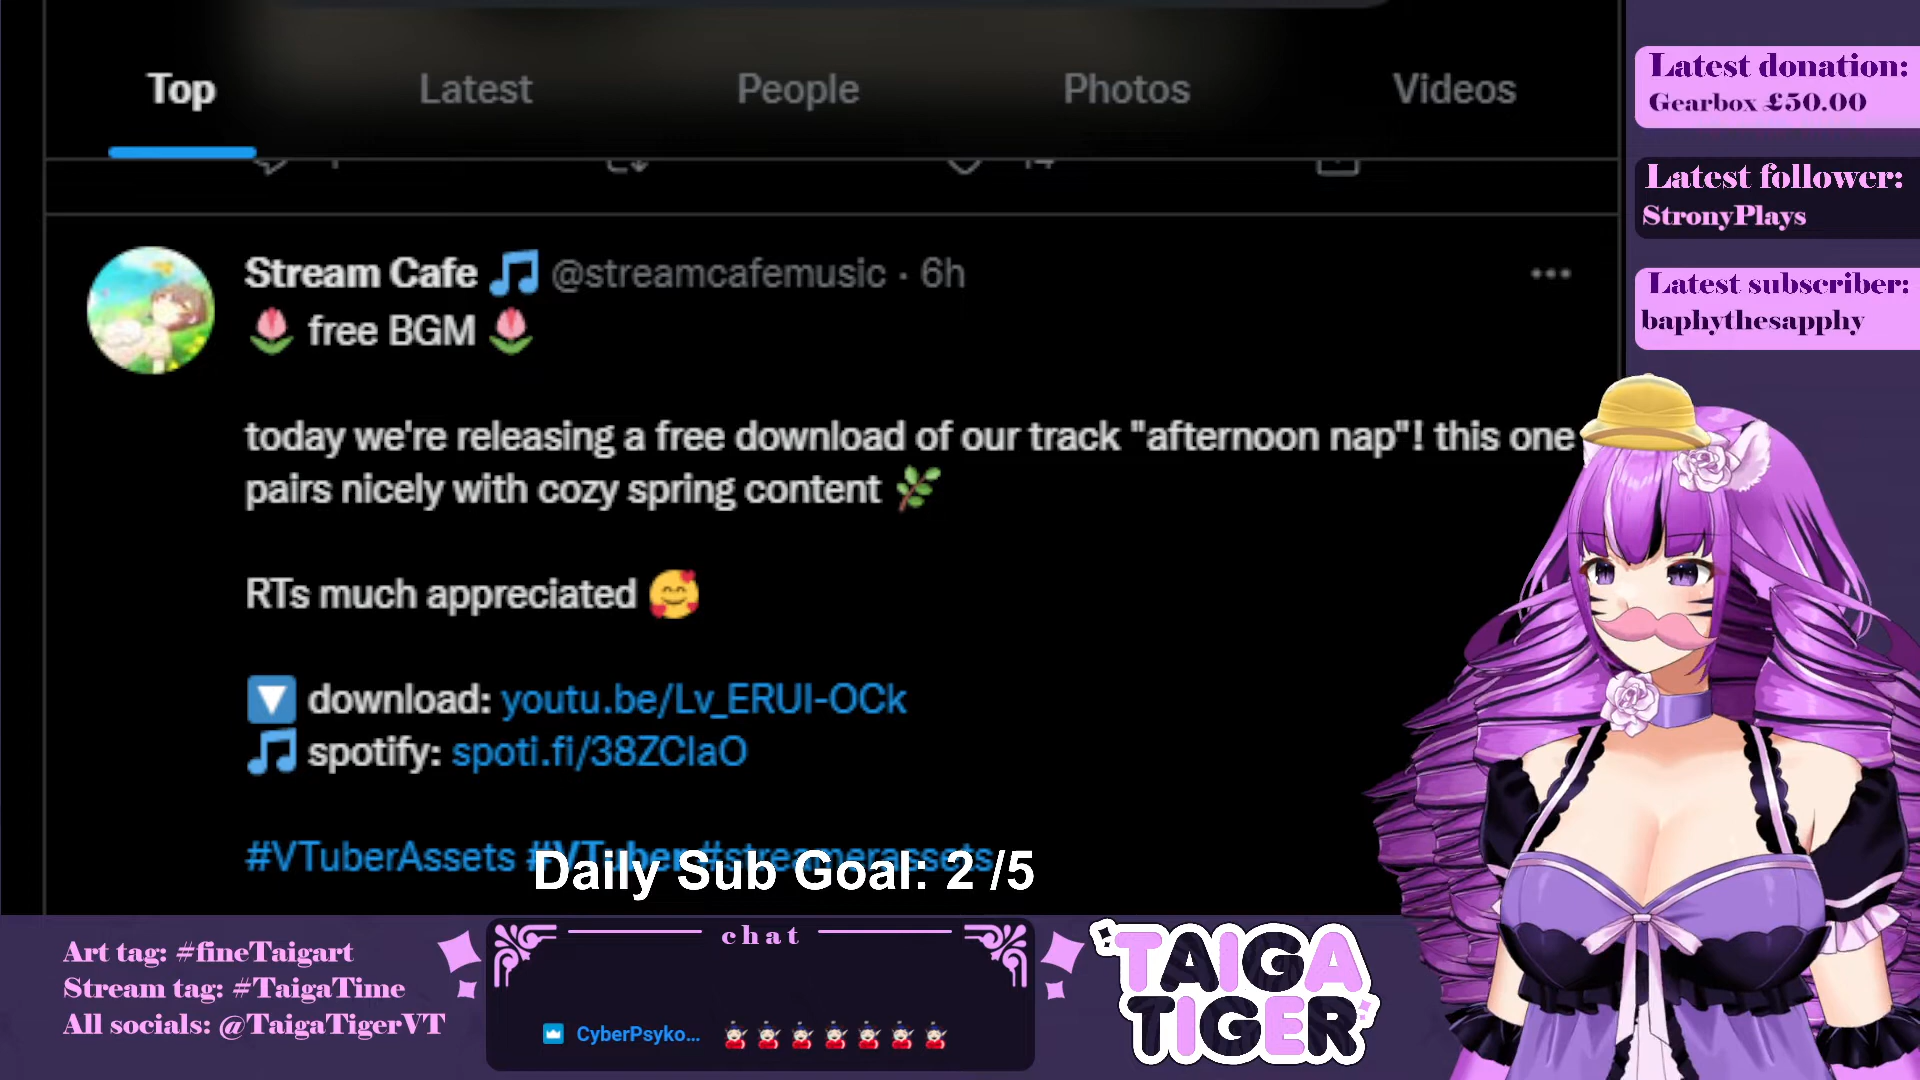 Top
Latest
People
Photos
Videos
Stream Cafe 🎵 @streamcafemusic · 6h
🌷 free BGM 🌷
today we're releasing a free download of our track "afternoon nap"! this one
pairs nicely with cozy spring content 🌿
RTs much appreciated 🥰
🔽 download: youtu.be/Lv_ERUI-OCk
🎵 spotify: spoti.fi/38ZClaO
#VTuberAssets #VTuber #streamerassets
Daily Sub Goal: 2 /5
Latest donation:
Gearbox £50.00
Latest follower:
StronyPlays
Latest subscriber:
baphythesapphy
Art tag: #fineTaigart
Stream tag: #TaigaTime
All socials: @TaigaTigerVT
chat
CyberPsyko...
TAIGA
TIGER